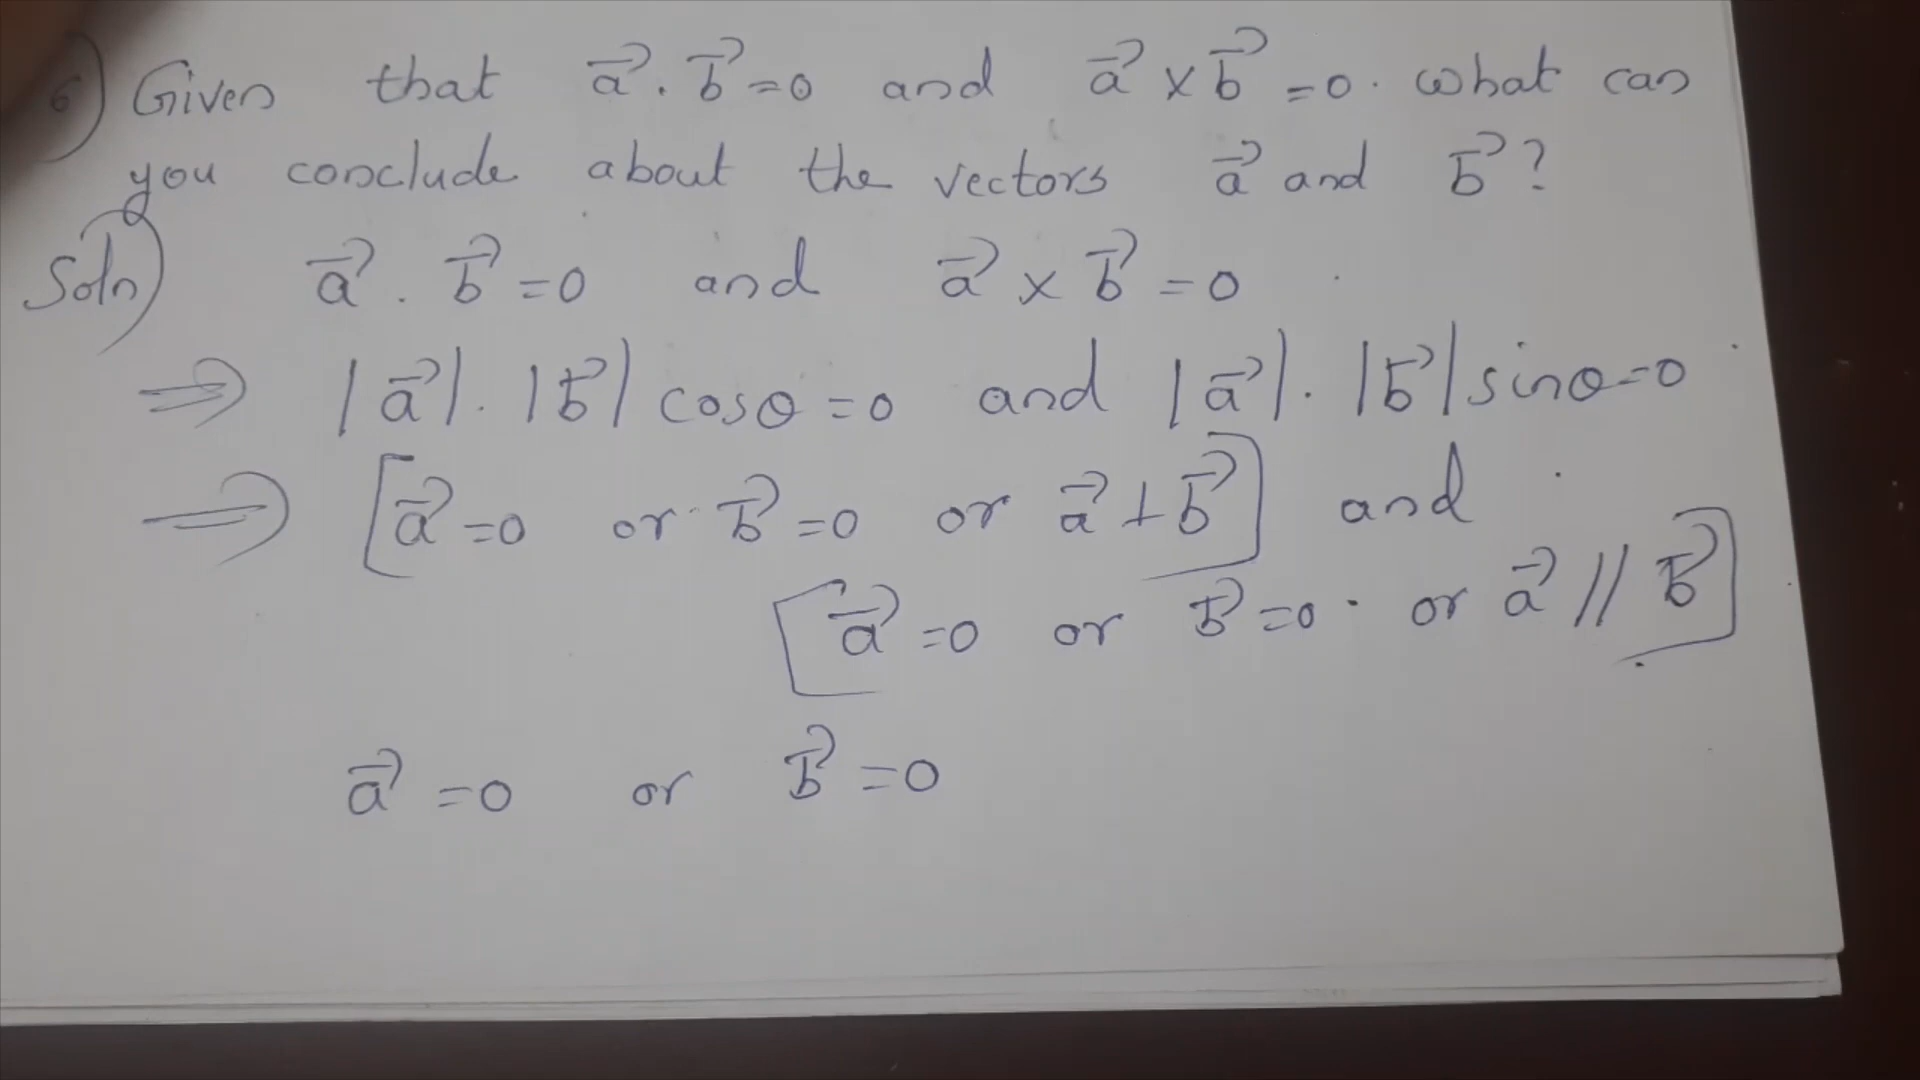 6) Given that a⃗ . b⃗ = 0 and a⃗ × b⃗ = 0. what can
you conclude about the vectors a⃗ and b⃗ ?
Soln) a⃗ . b⃗ = 0 and a⃗ × b⃗ = 0
⇒ |a⃗| . |b⃗| cosθ = 0 and |a⃗| . |b⃗| sinθ = 0
⇒ [a⃗ = 0 or b⃗ = 0 or a⃗ ⊥ b⃗] and
[a⃗ = 0 or b⃗ = 0 or a⃗ // b⃗]
a⃗ = 0 or b⃗ = 0